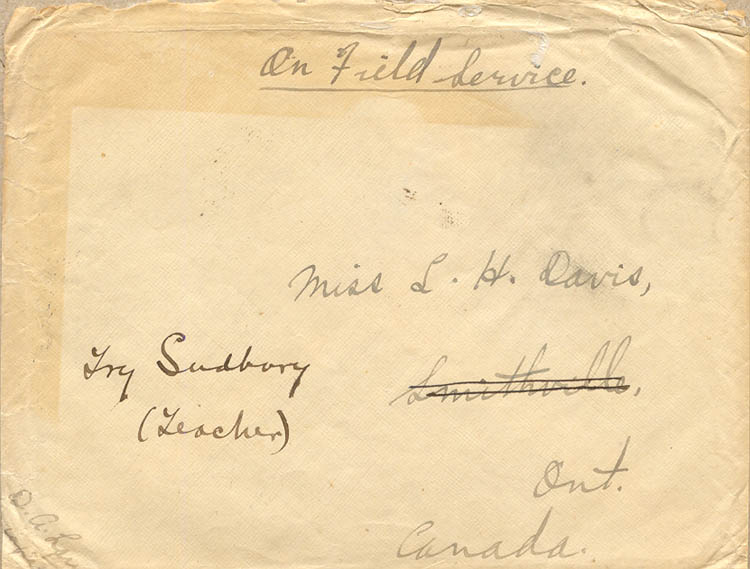 On Field Service.
Miss L. H. Davis,
Try Sudbury
(Teacher)
Smithville,
Ont.
Canada.
D. A.